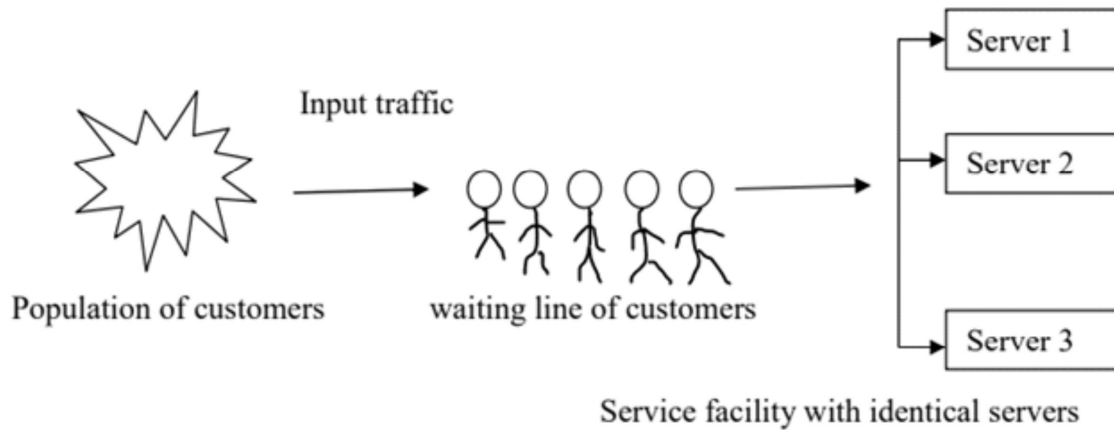 Server 1
Input traffic
Server 2
Population of customers
waiting line of customers
Server 3
Service facility with identical servers